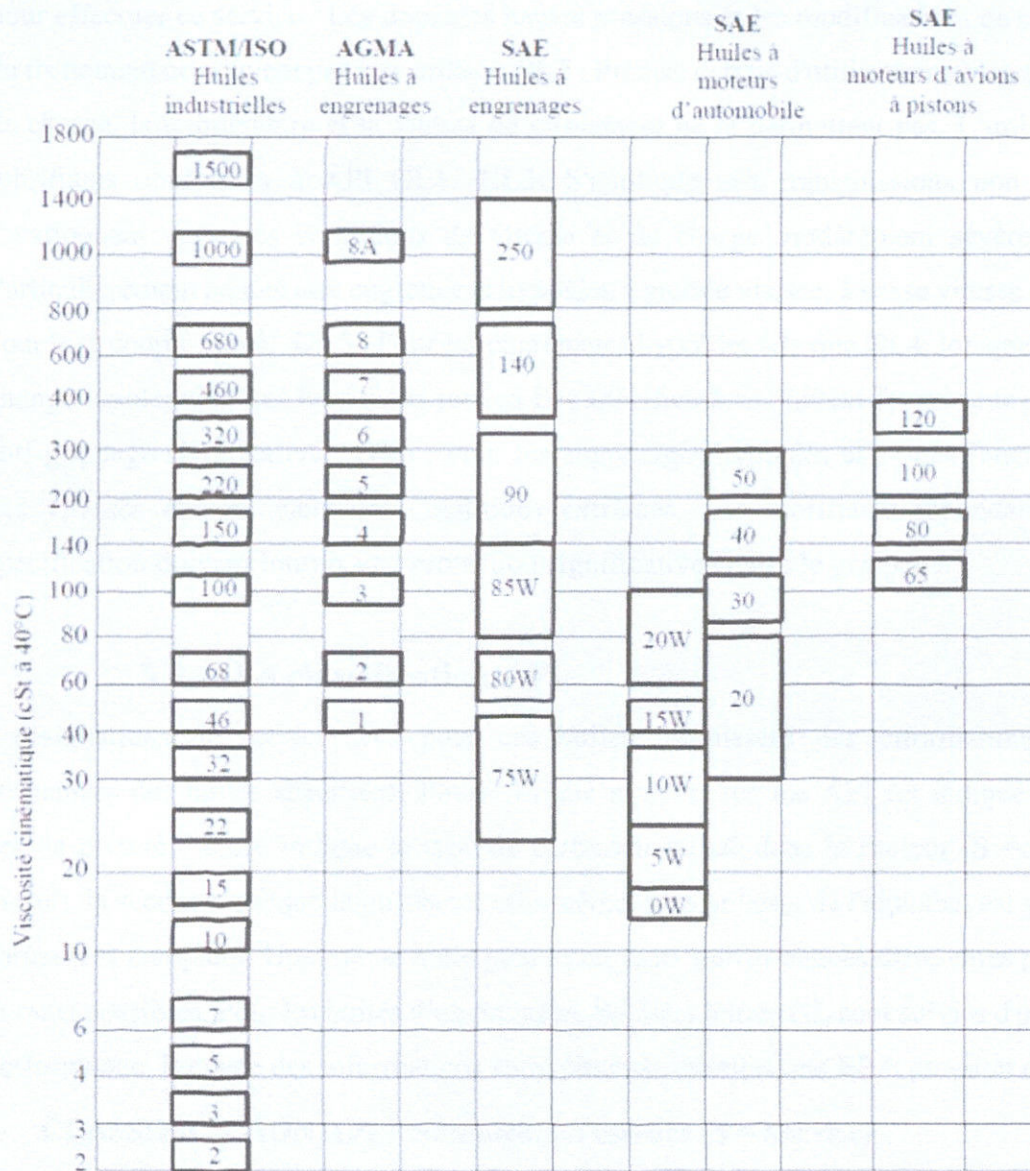 ASTM/ISO
Huiles
industrielles
AGMA
Huiles à
engrenages
SAE
Huiles à
engrenages
SAE
Huiles à
moteurs
d'automobile
SAE
Huiles à
moteurs d'avions
à pistons
Viscosité cinématique (cSt à 40°C)
1800
1400
1000
800
600
400
300
200
140
100
80
60
40
30
20
10
6
4
3
2
1500
1000
680
460
320
220
150
100
68
46
32
22
15
10
7
5
3
2
8A
8
7
6
5
4
3
2
1
250
140
90
85W
80W
75W
20W
15W
10W
5W
0W
50
40
30
20
120
100
80
65